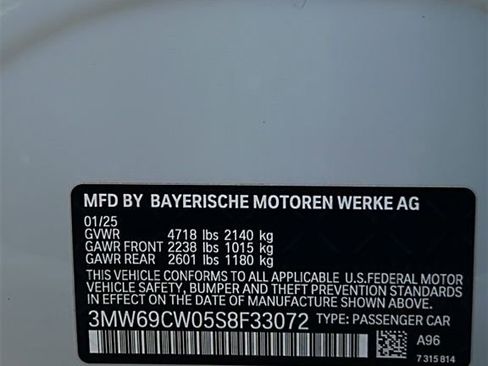 MFD BY BAYERISCHE MOTOREN WERKE AG
01/25
GVWR 4718 lbs 2140 kg
GAWR FRONT 2238 lbs 1015 kg
GAWR REAR 2601 lbs 1180 kg
THIS VEHICLE CONFORMS TO ALL APPLICABLE U.S.FEDERAL MOTOR
VEHICLE SAFETY, BUMPER AND THEFT PREVENTION STANDARDS
IN EFFECT ON THE DATE OF MANUFACTURE SHOWN ABOVE.
3MW69CW05S8F33072 TYPE: PASSENGER CAR
A96
7 315 814